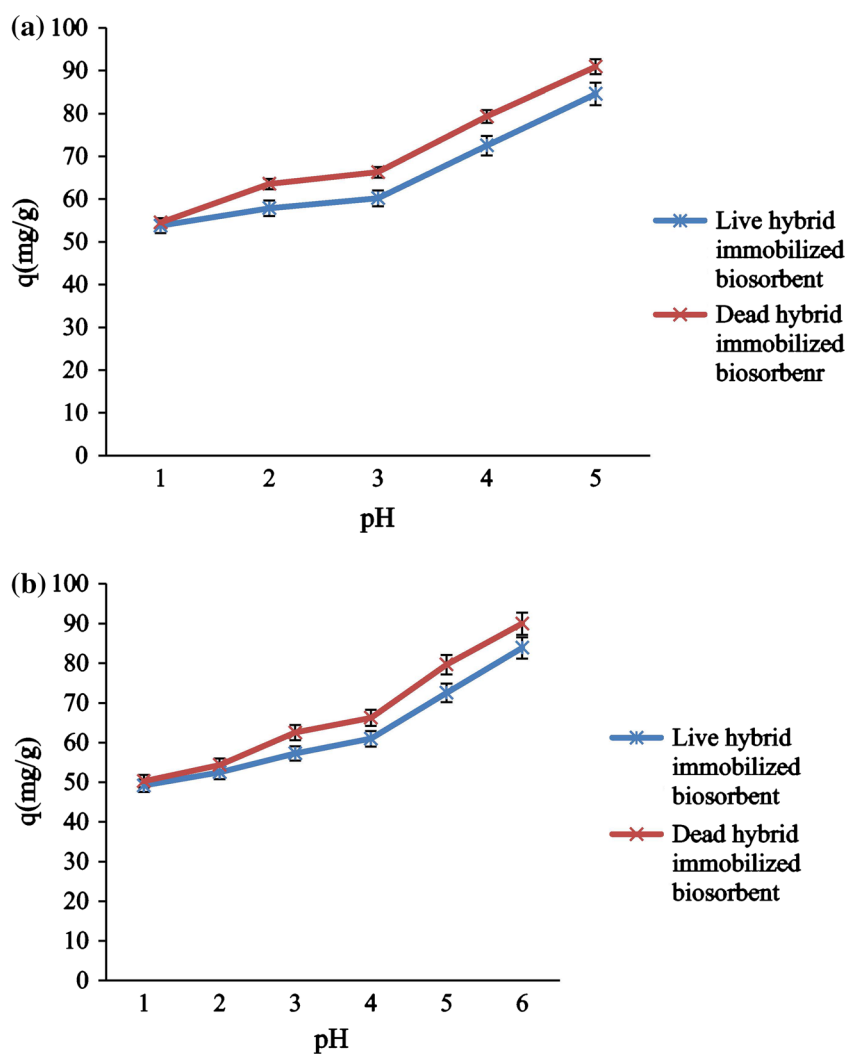 (a)
100
90
80
70
60
50
40
30
20
10
0
q(mg/g)
1 2 3 4 5
pH
Live hybrid
immobilized
biosorbent
Dead hybrid
immobilized
biosorbenr
(b)
100
90
80
70
60
50
40
30
20
10
0
q(mg/g)
1 2 3 4 5 6
pH
Live hybrid
immobilized
biosorbent
Dead hybrid
immobilized
biosorbent